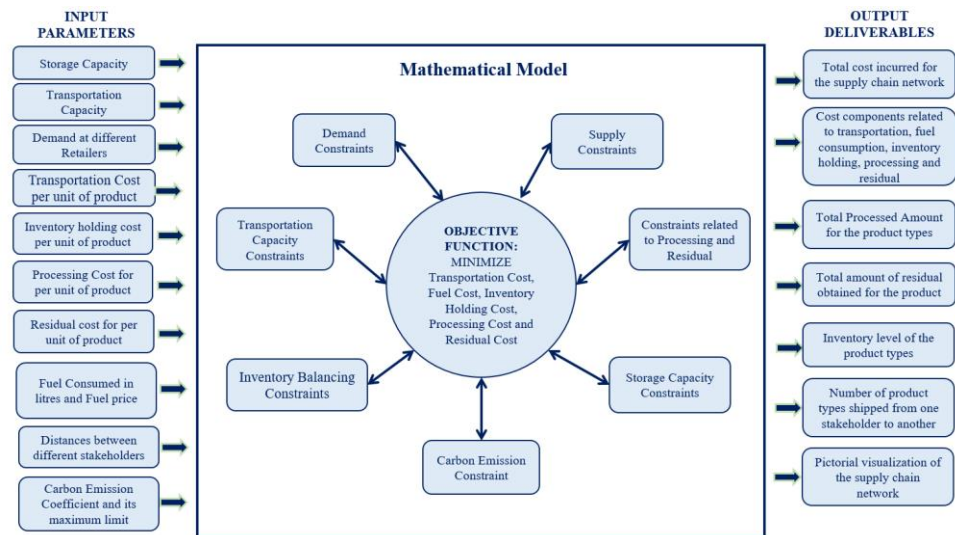 INPUT
PARAMETERS
Storage Capacity
Transportation
Capacity
Demand at different
Retailers
Transportation Cost
per unit of product
Inventory holding cost
per unit of product
Processing Cost for
per unit of product
Residual cost for per
unit of product
Fuel Consumed in
litres and Fuel price
Distances between
different stakeholders
Carbon Emission
Coefficient and its
maximum limit
Mathematical Model
Demand
Constraints
Supply
Constraints
Transportation
Capacity
Constraints
Constraints related
to Processing and
Residual
OBJECTIVE
FUNCTION:
MINIMIZE
Transportation Cost,
Fuel Cost, Inventory
Holding Cost,
Processing Cost and
Residual Cost
Inventory Balancing
Constraints
Storage Capacity
Constraints
Carbon Emission
Constraint
OUTPUT
DELIVERABLES
Total cost incurred for
the supply chain network
Cost components related
to transportation, fuel
consumption, inventory
holding, processing and
residual
Total Processed Amount
for the product types
Total amount of residual
obtained for the product
Inventory level of the
product types
Number of product
types shipped from one
stakeholder to another
Pictorial visualization of
the supply chain
network